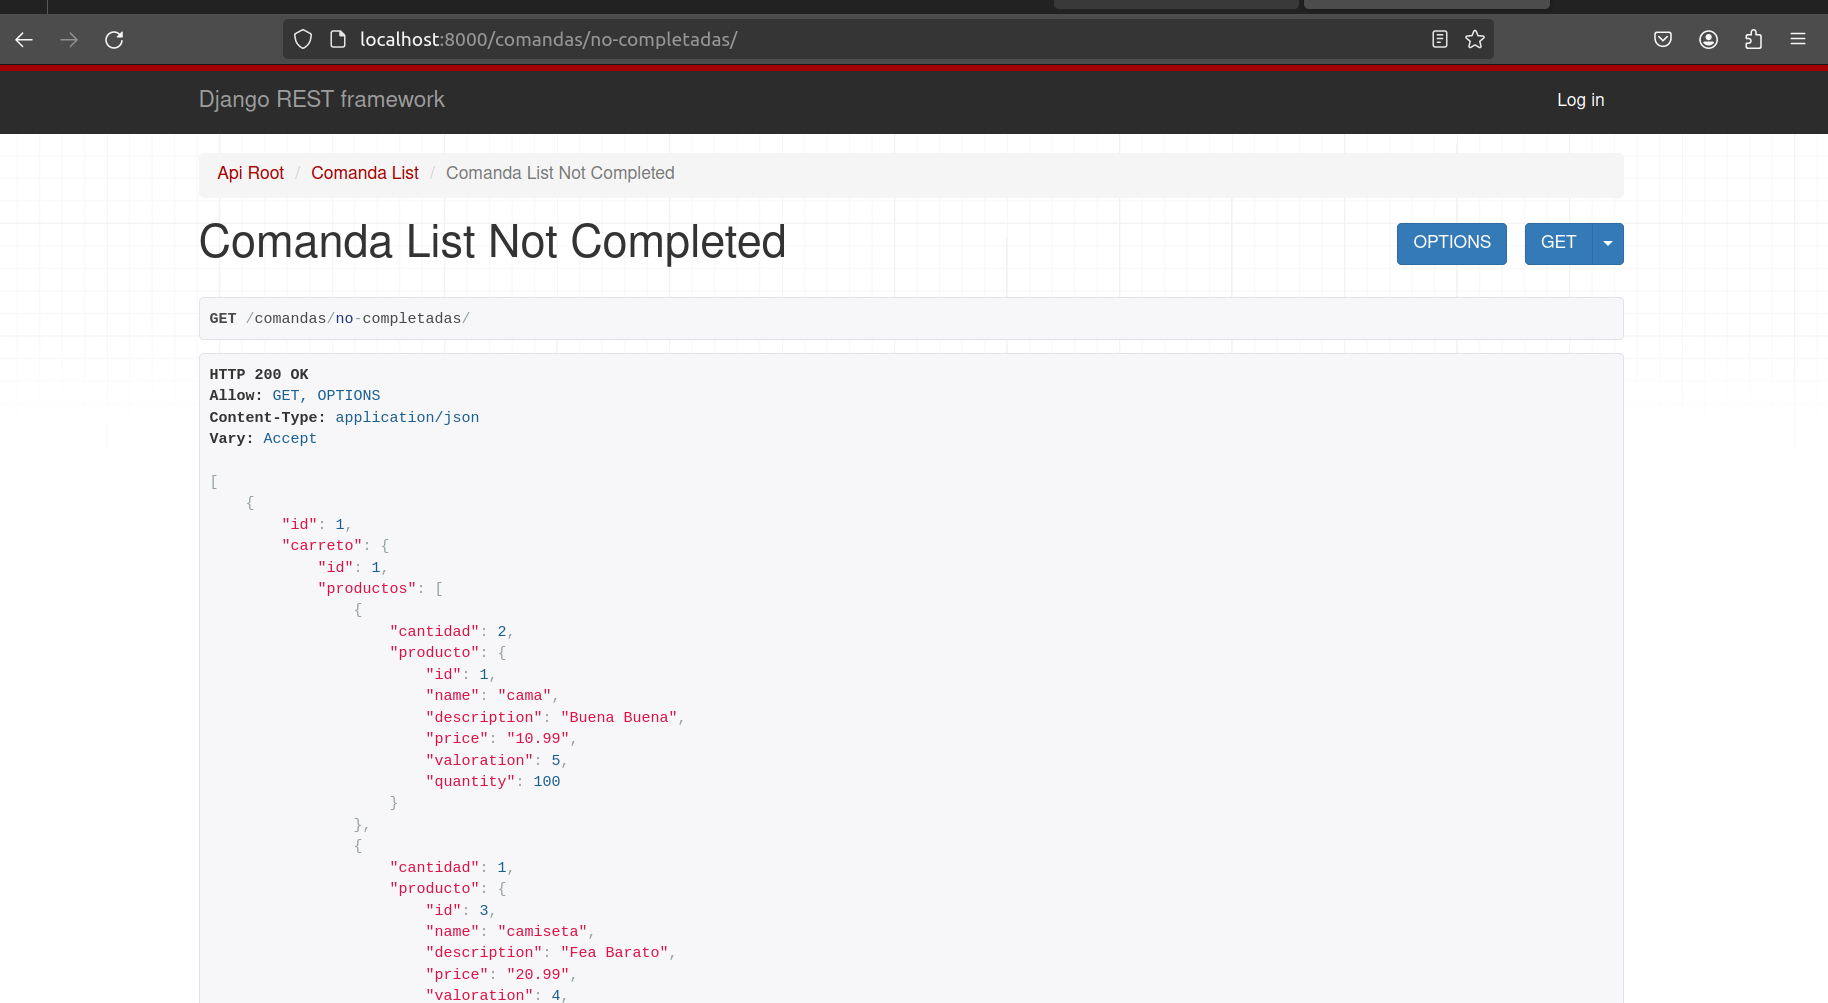 localhost:8000/comandas/no-completadas/
Django REST framework
Log in
Api Root / Comanda List / Comanda List Not Completed
Comanda List Not Completed
OPTIONS
GET
GET /comandas/no-completadas/
HTTP 200 OK
Allow: GET, OPTIONS
Content-Type: application/json
Vary: Accept
[
    {
        "id": 1,
        "carreto": {
            "id": 1,
            "productos": [
                {
                    "cantidad": 2,
                    "producto": {
                        "id": 1,
                        "name": "cama",
                        "description": "Buena Buena",
                        "price": "10.99",
                        "valoration": 5,
                        "quantity": 100
                    }
                },
                {
                    "cantidad": 1,
                    "producto": {
                        "id": 3,
                        "name": "camiseta",
                        "description": "Fea Barato",
                        "price": "20.99",
                        "valoration": 4,